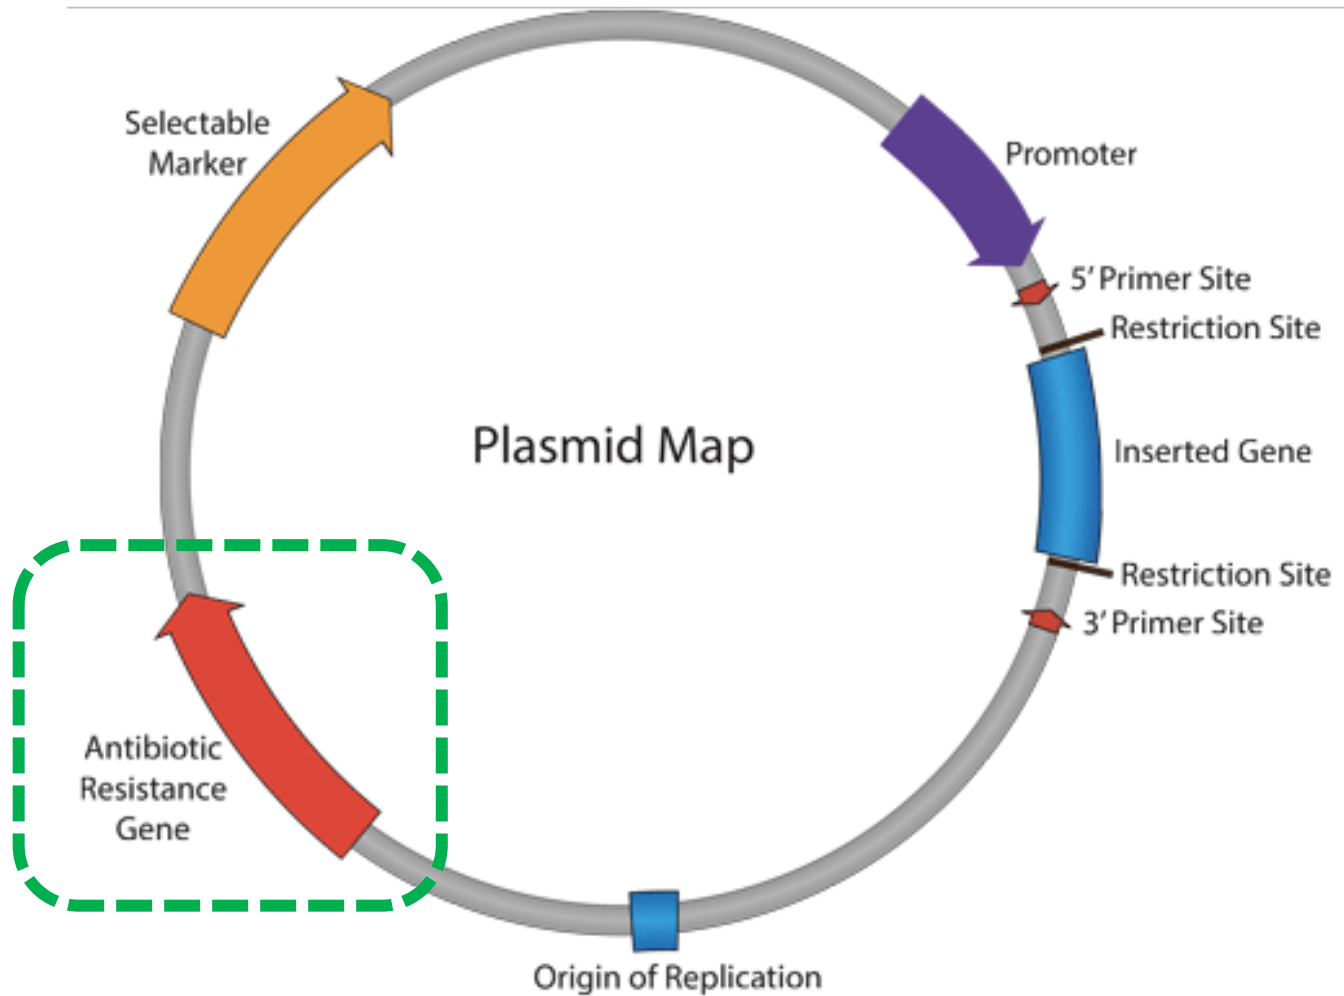 Selectable
Marker
Promoter
5' Primer Site
Restriction Site
Plasmid Map
Inserted Gene
Restriction Site
3' Primer Site
Antibiotic
Resistance
Gene
Origin of Replication